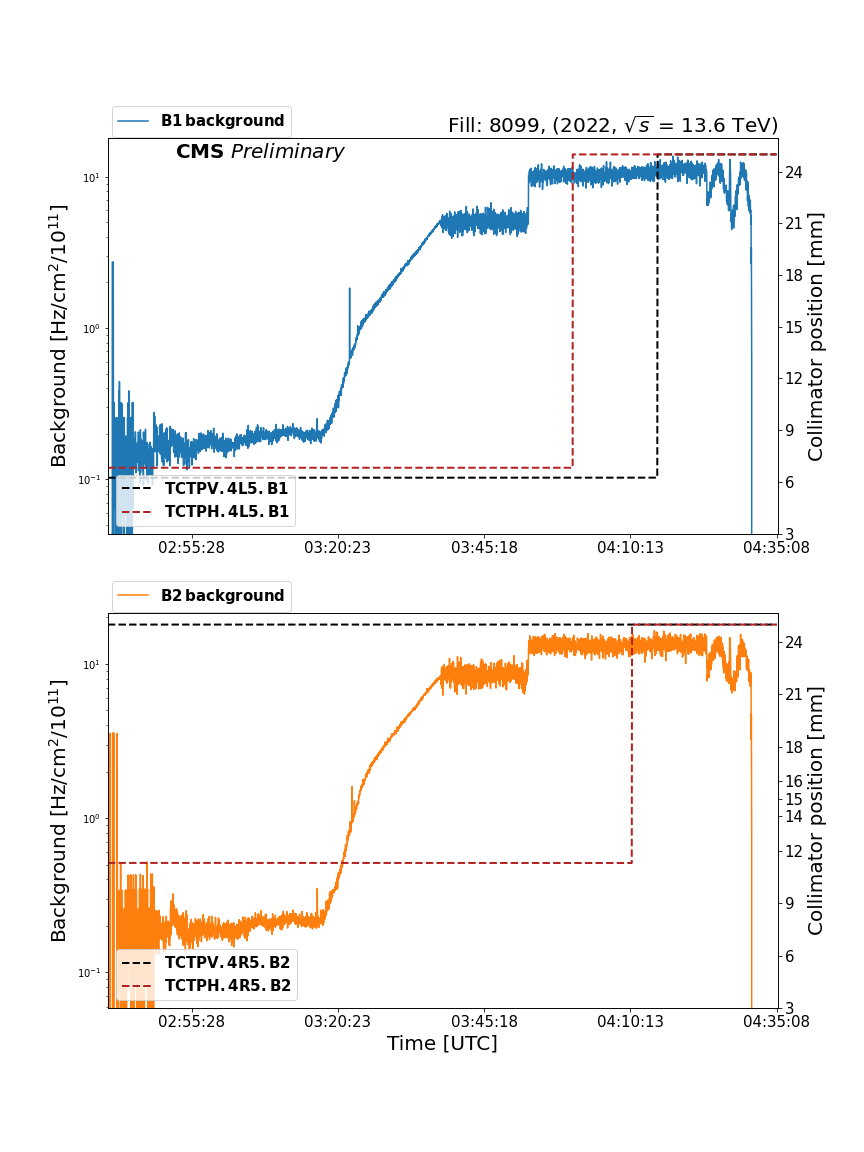 B1 background
Fill: 8099, (2022, √s = 13.6 TeV)
CMS Preliminary
Background [Hz/cm²/10¹¹]
10¹
10⁰
10⁻¹
24
21
18
15
12
9
6
3
Collimator position [mm]
TCTPV.4L5.B1
TCTPH.4L5.B1
02:55:28 03:20:23 03:45:18 04:10:13 04:35:08
B2 background
Background [Hz/cm²/10¹¹]
10¹
10⁰
10⁻¹
24
21
18
16
15
14
12
9
6
3
Collimator position [mm]
TCTPV.4R5.B2
TCTPH.4R5.B2
02:55:28 03:20:23 03:45:18 04:10:13 04:35:08
Time [UTC]